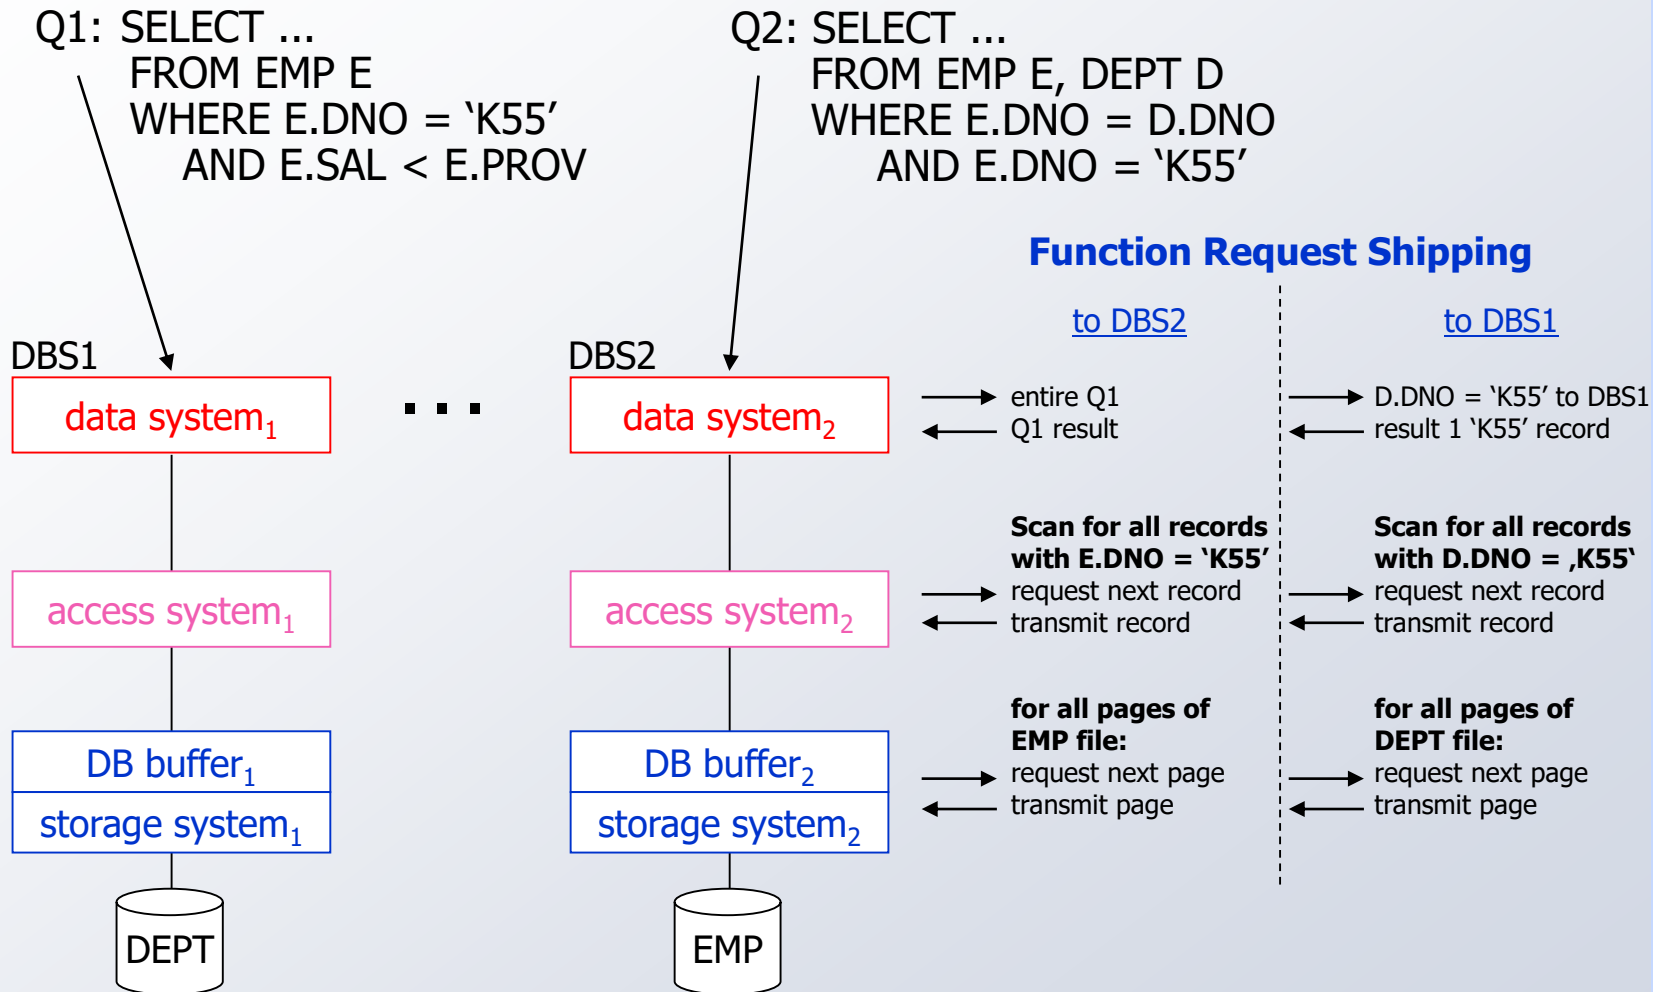 Q1: SELECT ...
FROM EMP E
WHERE E.DNO = ‘K55’
AND E.SAL < E.PROV
Q2: SELECT ...
FROM EMP E, DEPT D
WHERE E.DNO = D.DNO
AND E.DNO = ‘K55’
Function Request Shipping
to DBS2
to DBS1
DBS1
data system1
...
DBS2
data system2
entire Q1
Q1 result
D.DNO = ‘K55’ to DBS1
result 1 ‘K55’ record
access system1
access system2
Scan for all records
with E.DNO = ‘K55’
request next record
transmit record
Scan for all records
with D.DNO = ‚K55‘
request next record
transmit record
DB buffer1
storage system1
DB buffer2
storage system2
for all pages of
EMP file:
request next page
transmit page
for all pages of
DEPT file:
request next page
transmit page
DEPT
EMP